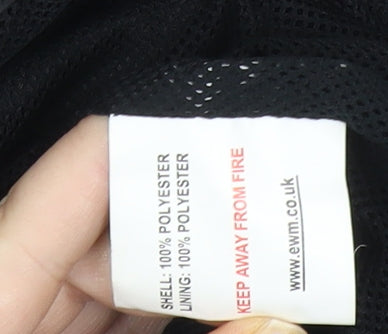 SHELL: 100% POLYESTER
LINING: 100% POLYESTER
KEEP AWAY FROM FIRE
www.ewm.co.uk